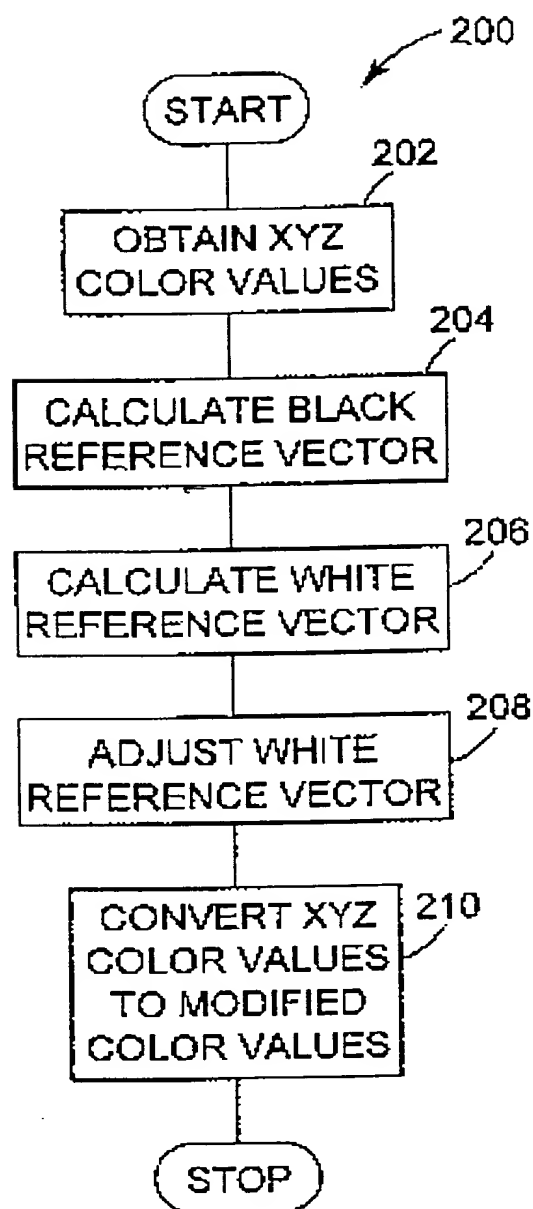 200
START
202
OBTAIN XYZ
COLOR VALUES
204
CALCULATE BLACK
REFERENCE VECTOR
206
CALCULATE WHITE
REFERENCE VECTOR
208
ADJUST WHITE
REFERENCE VECTOR
210
CONVERT XYZ
COLOR VALUES
TO MODIFIED
COLOR VALUES
STOP